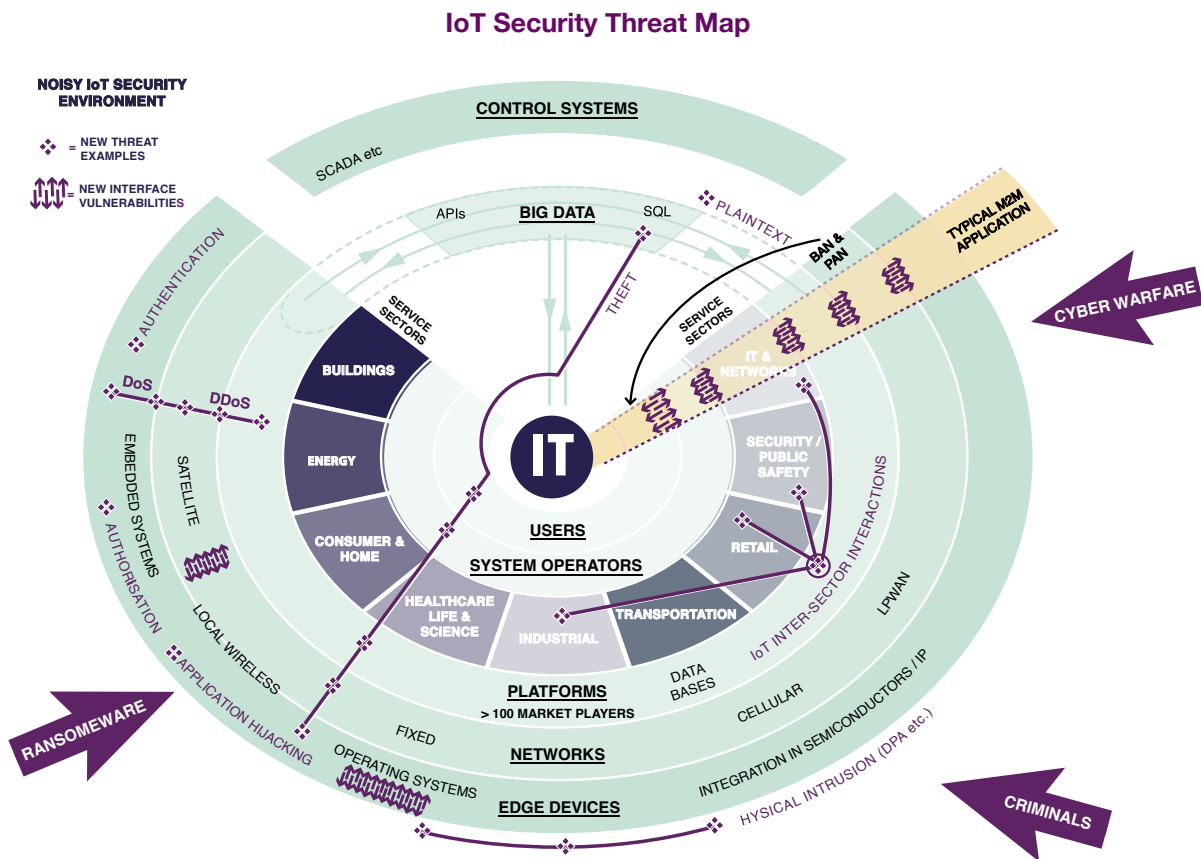 IoT Security Threat Map
NOISY IoT SECURITY
ENVIRONMENT
= NEW THREAT
EXAMPLES
= NEW INTERFACE
VULNERABILITIES
CONTROL SYSTEMS
SCADA etc
APIs
BIG DATA
SQL
PLAINTEXT
THEFT
BAN &
PAN
TYPICAL M2M
APPLICATION
CYBER WARFARE
AUTHENTICATION
SERVICE
SECTORS
SERVICE
SECTORS
DoS
DDoS
BUILDINGS
ENERGY
CONSUMER &
HOME
HEALTHCARE
LIFE &
SCIENCE
INDUSTRIAL
TRANSPORTATION
RETAIL
SECURITY /
PUBLIC
SAFETY
IT &
NETWORKS
IT
USERS
SYSTEM OPERATORS
PLATFORMS
> 100 MARKET PLAYERS
DATA
BASES
NETWORKS
EDGE DEVICES
EMBEDDED SYSTEMS
SATELLITE
AUTHORISATION
LOCAL WIRELESS
APPLICATION HIJACKING
FIXED
OPERATING SYSTEMS
CELLULAR
LPWAN
IoT INTER-SECTOR INTERACTIONS
INTEGRATION IN SEMICONDUCTORS / IP
HYSICAL INTRUSION (DPA etc.)
RANSOMEWARE
CRIMINALS